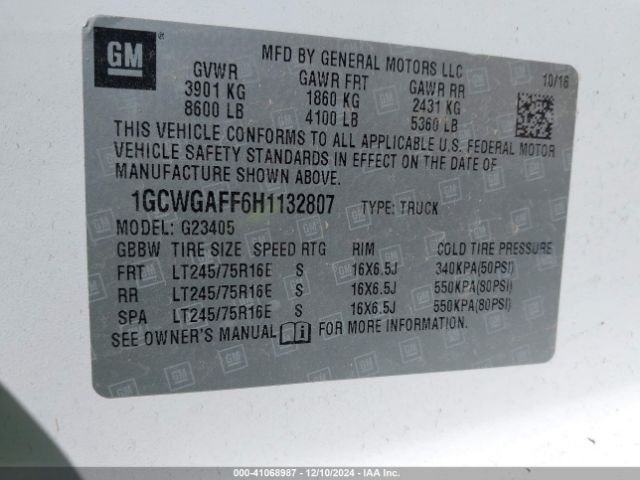 GM
MFD BY GENERAL MOTORS LLC
10/16
GVWR GAWR FRT GAWR RR
3901 KG 1860 KG 2431 KG
8600 LB 4100 LB 5360 LB
THIS VEHICLE CONFORMS TO ALL APPLICABLE U.S. FEDERAL MOTOR
VEHICLE SAFETY STANDARDS IN EFFECT ON THE DATE OF
MANUFACTURE SHOWN ABOVE.
1GCWGAFF6H1132807 TYPE: TRUCK
MODEL: G23405
GBBW TIRE SIZE SPEED RTG RIM COLD TIRE PRESSURE
FRT LT245/75R16E S 16X6.5J 340KPA(50PSI)
RR LT245/75R16E S 16X6.5J 550KPA(80PSI)
SPA LT245/75R16E S 16X6.5J 550KPA(80PSI)
SEE OWNER'S MANUAL FOR MORE INFORMATION.
©COPART - 41068987 - 12/10/2024 - IAA Inc.